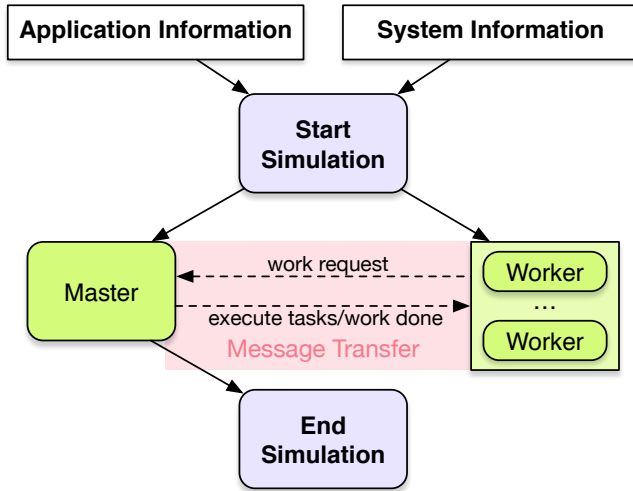 Application Information
System Information
Start
Simulation
work request
Master
Worker
...
execute tasks/work done
Worker
Message Transfer
End
Simulation